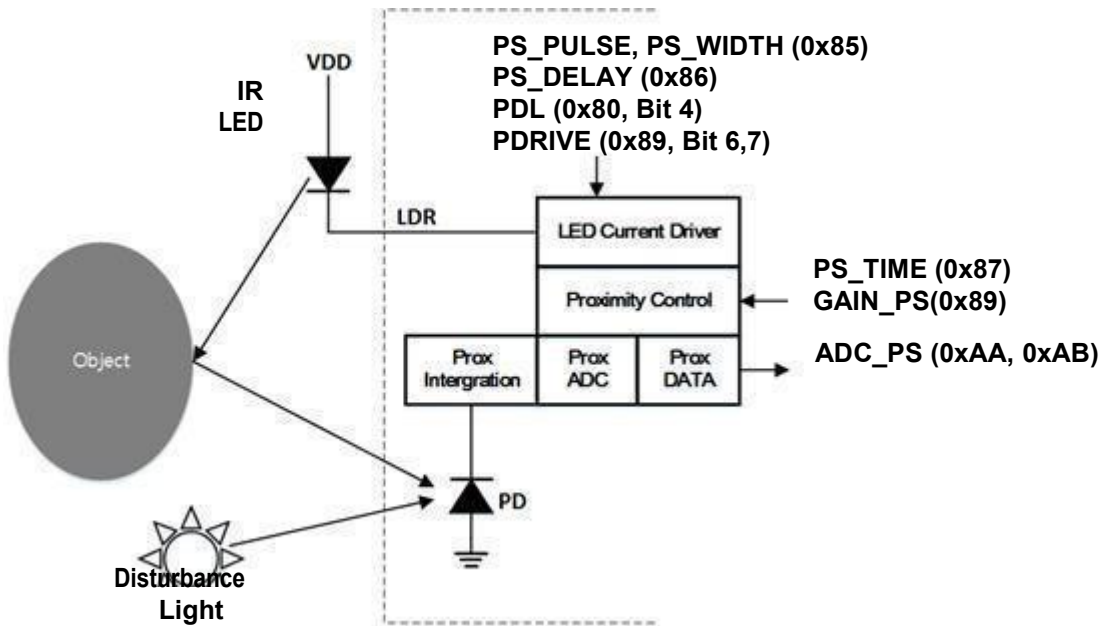 PS_PULSE, PS_WIDTH (0x85)
PS_DELAY (0x86)
PDL (0x80, Bit 4)
PDRIVE (0x89, Bit 6,7)
VDD
IR
LED
LDR
LED Current Driver
Proximity Control
PS_TIME (0x87)
GAIN_PS(0x89)
Prox
Intergration
Prox
ADC
Prox
DATA
ADC_PS (0xAA, 0xAB)
Object
PD
Disturbance
Light